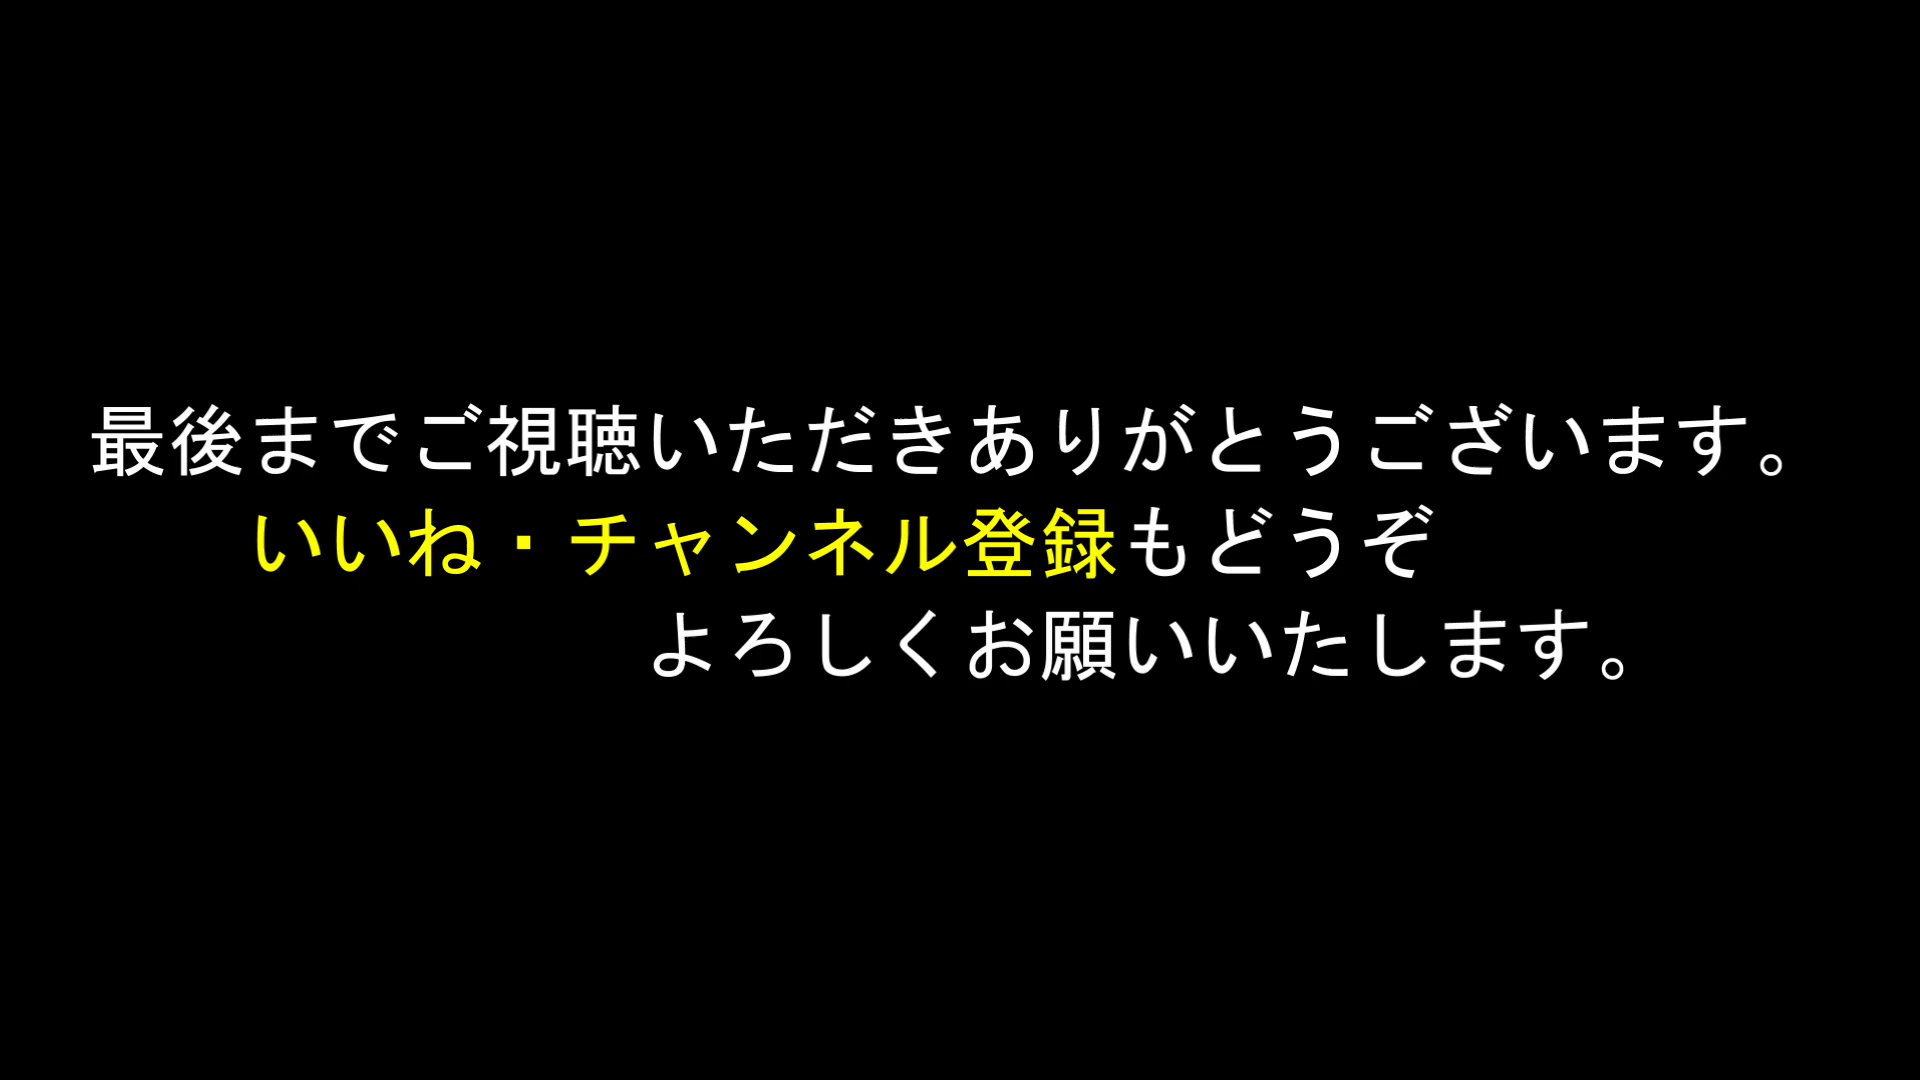 最後までご視聴いただきありがとうございます。
いいね・チャンネル登録もどうぞ
よろしくお願いいたします。